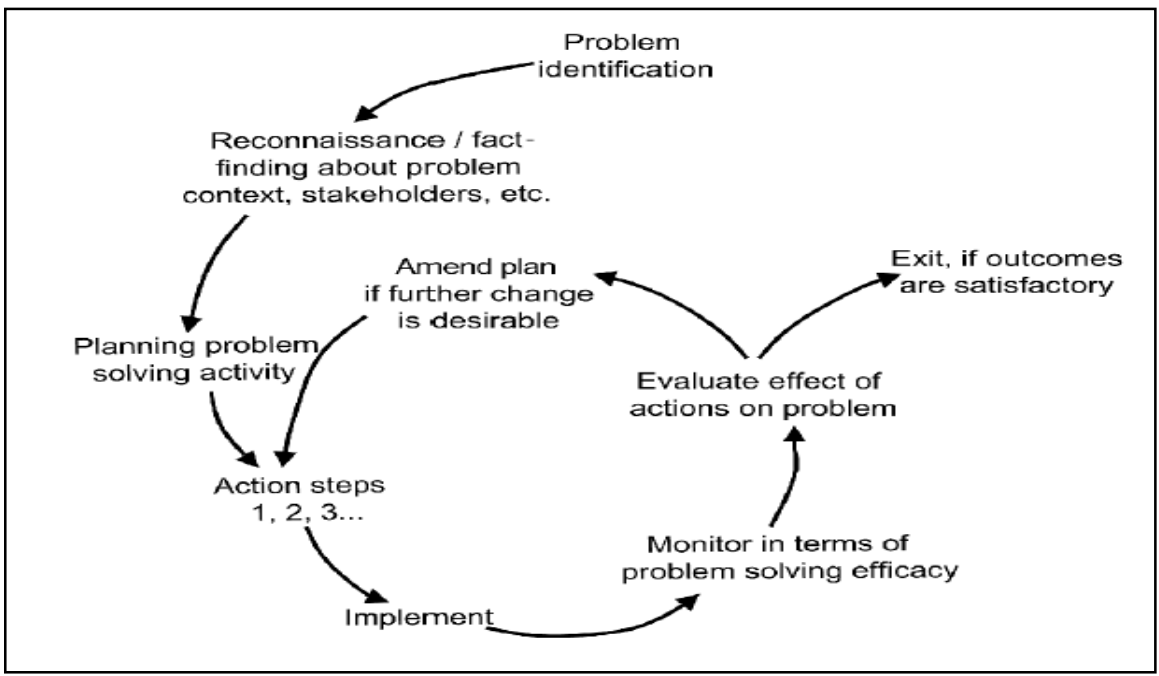 Problem
identification
Reconnaissance / fact-
finding about problem
context, stakeholders, etc.
Planning problem
solving activity
Action steps
1, 2, 3...
Implement
Monitor in terms of
problem solving efficacy
Evaluate effect of
actions on problem
Amend plan
if further change
is desirable
Exit, if outcomes
are satisfactory